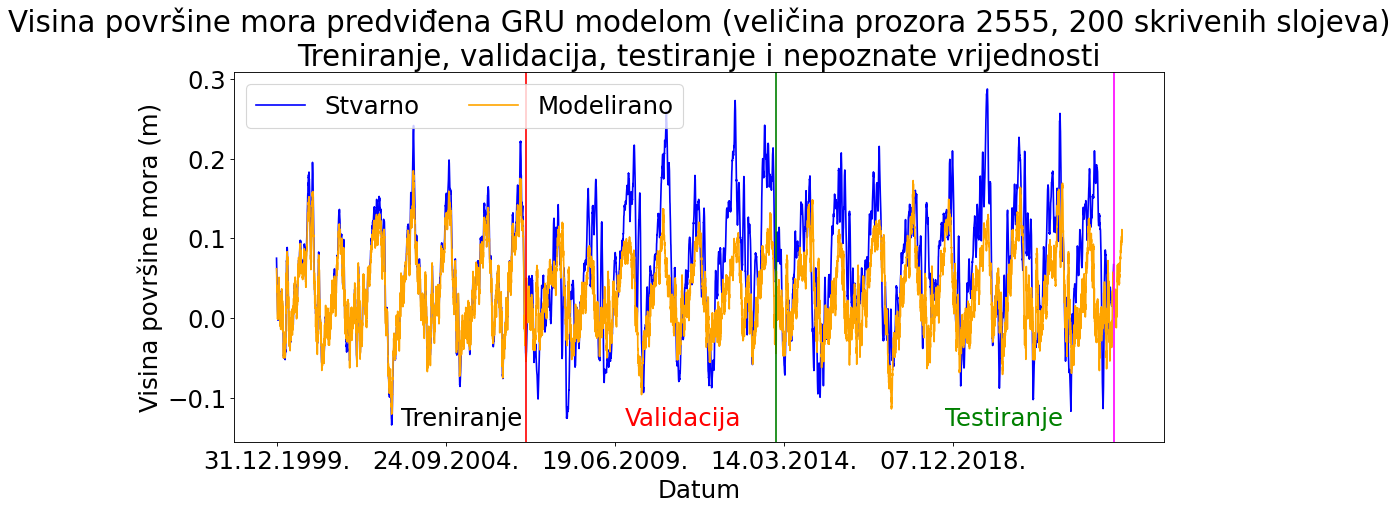 Visina površine mora predviđena GRU modelom (veličina prozora 2555, 200 skrivenih slojeva)
Treniranje, validacija, testiranje i nepoznate vrijednosti
Stvarno
Modelirano
Visina površine mora (m)
0.3
0.2
0.1
0.0
−0.1
Treniranje
Validacija
Testiranje
31.12.1999.
24.09.2004.
19.06.2009.
14.03.2014.
07.12.2018.
Datum